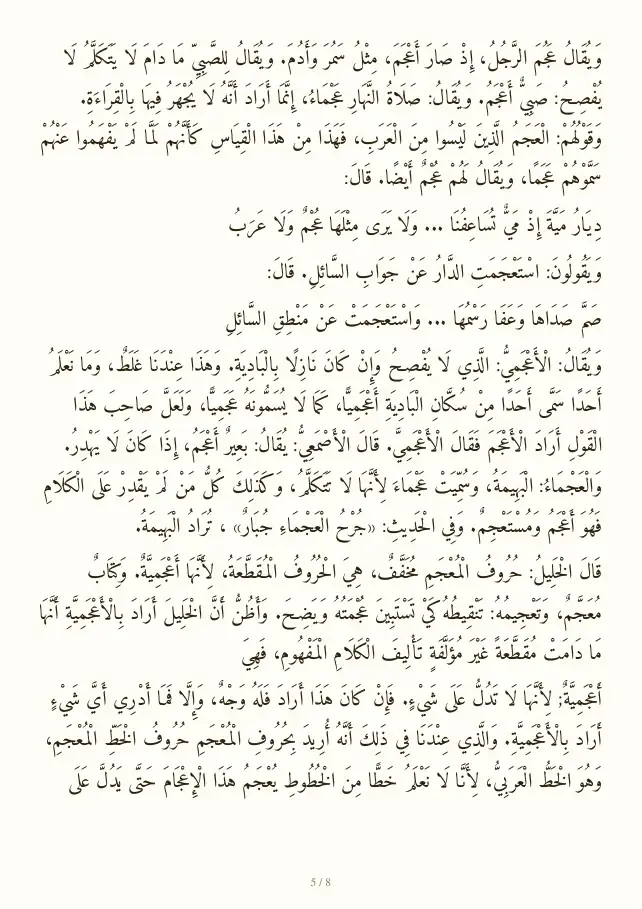 وَيُقَالُ عَجُمَ الرَّجُلُ، إِذْ صَارَ أَعْجَمَ، مِثْلُ سَمُرَ وَأَدُمَ. وَيُقَالُ لِلصَّبِيِّ مَا دَامَ لَا يَتَكَلَّمُ لَا
يُفْصِحُ: صَبِيٌّ أَعْجَمُ. وَيُقَالُ: صَلَاةُ النَّهَارِ عَجْمَاءُ، إِنَّمَا أَرَادَ أَنَّهُ لَا يُجْهَرُ فِيهَا بِالْقِرَاءَةِ.
وَقَوْلُهُمُ: الْعَجَمُ الَّذِينَ لَيْسُوا مِنَ الْعَرَبِ، فَهَذَا مِنْ هَذَا الْقِيَاسِ كَأَنَّهُمْ لَمَّا لَمْ يَفْهَمُوا عَنْهُمْ
سَمَّوْهُمْ عَجَمًا، وَيُقَالُ لَهُمْ عُجْمٌ أَيْضًا. قَالَ:
دِيَارُ مَيَّةَ إِذْ مَيٌّ تُسَاعِفُنَا ... وَلَا يَرَى مِثْلَهَا عُجْمٌ وَلَا عَرَبُ
وَيَقُولُونَ: اسْتَعْجَمَتِ الدَّارُ عَنْ جَوَابِ السَّائِلِ. قَالَ:
صَمَّ صَدَاهَا وَعَفَا رَسْمُهَا ... وَاسْتَعْجَمَتْ عَنْ مَنْطِقِ السَّائِلِ
وَيُقَالُ: الْأَعْجَمِيُّ: الَّذِي لَا يُفْصِحُ وَإِنْ كَانَ نَازِلًا بِالْبَادِيَةِ. وَهَذَا عِنْدَنَا غَلَطٌ، وَمَا نَعْلَمُ
أَحَدًا سَمَّى أَحَدًا مِنْ سُكَّانِ الْبَادِيَةِ أَعْجَمِيًّا، كَمَا لَا يُسَمُّونَهُ عَجَمِيًّا، وَلَعَلَّ صَاحِبَ هَذَا
الْقَوْلِ أَرَادَ الْأَعْجَمَ فَقَالَ الْأَعْجَمِيَّ. قَالَ الْأَصْمَعِيُّ: يُقَالُ: بَعِيرٌ أَعْجَمُ، إِذَا كَانَ لَا يَهْدِرُ.
وَالْعَجْمَاءُ: الْبَهِيمَةُ، وَسُمِّيَتْ عَجْمَاءَ لِأَنَّهَا لَا تَتَكَلَّمُ، وَكَذَلِكَ كُلُّ مَنْ لَمْ يَقْدِرْ عَلَى الْكَلَامِ
فَهُوَ أَعْجَمُ وَمُسْتَعْجِمٌ. وَفِي الْحَدِيثِ: «جُرْحُ الْعَجْمَاءِ جُبَارٌ» ، تُرَادُ الْبَهِيمَةُ.
قَالَ الْخَلِيلُ: حُرُوفُ الْمُعْجَمِ مُخَفَّفٌ، هِيَ الْحُرُوفُ الْمُقَطَّعَةُ، لِأَنَّهَا أَعْجَمِيَّةٌ. وَكِتَابٌ
مُعَجَّمٌ، وَتَعْجِيمُهُ: تَنْقِيطُهُ كَيْ تَسْتَبِينَ عُجْمَتُهُ وَيَضِحَ. وَأَظُنُّ أَنَّ الْخَلِيلَ أَرَادَ بِالْأَعْجَمِيَّةِ أَنَّهَا
مَا دَامَتْ مُقَطَّعَةً غَيْرَ مُؤَلَّفَةٍ تَأْلِيفَ الْكَلَامِ الْمَفْهُومِ، فَهِيَ
أَعْجَمِيَّةٌ; لِأَنَّهَا لَا تَدُلُّ عَلَى شَيْءٍ. فَإِنْ كَانَ هَذَا أَرَادَ فَلَهُ وَجْهٌ، وَإِلَّا فَمَا أَدْرِي أَيَّ شَيْءٍ
أَرَادَ بِالْأَعْجَمِيَّةِ. وَالَّذِي عِنْدَنَا فِي ذَلِكَ أَنَّهُ أُرِيدَ بِحُرُوفِ الْمُعْجَمِ حُرُوفُ الْخَطِّ الْمُعْجَمِ،
وَهُوَ الْخَطُّ الْعَرَبِيُّ، لِأَنَّا لَا نَعْلَمُ خَطًّا مِنَ الْخُطُوطِ يُعْجَمُ هَذَا الْإِعْجَامَ حَتَّى يَدُلَّ عَلَى
5 / 8